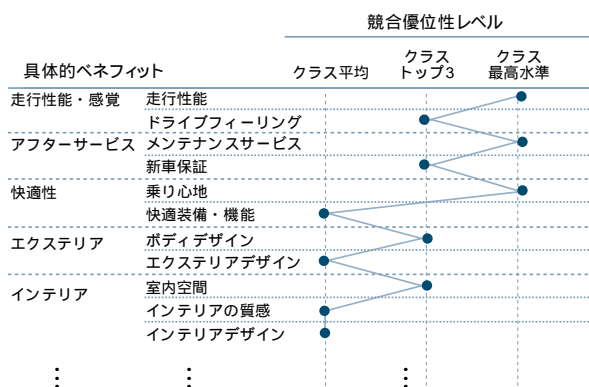 競合優位性レベル
具体的ベネフィット
クラス平均
クラス
トップ3
クラス
最高水準
走行性能・感覚 走行性能
ドライブフィーリング
アフターサービス メンテナンスサービス
新車保証
快適性 乗り心地
快適装備・機能
エクステリア ボディデザイン
エクステリアデザイン
インテリア 室内空間
インテリアの質感
インテリアデザイン
⋮ ⋮ ⋮